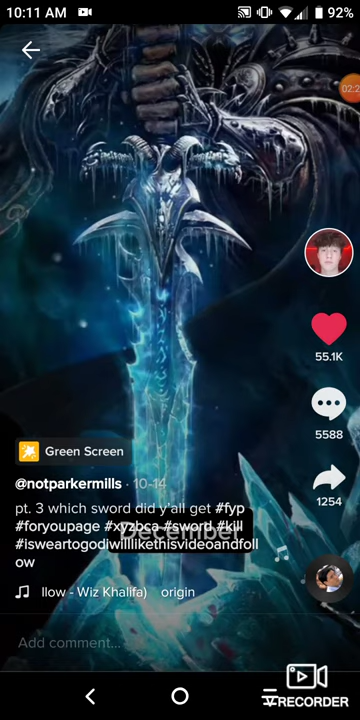 10:11 AM
92%
02:2
55.1K
5588
1254
Green Screen
@notparkermills · 10-14
pt. 3 which sword did y'all get #fyp
#foryoupage #xyzbca #sword #kill
#isweartogodiwillllikethisvideoandfoll
ow
December
llow - Wiz Khalifa) origin
Add comment...
RECORDER